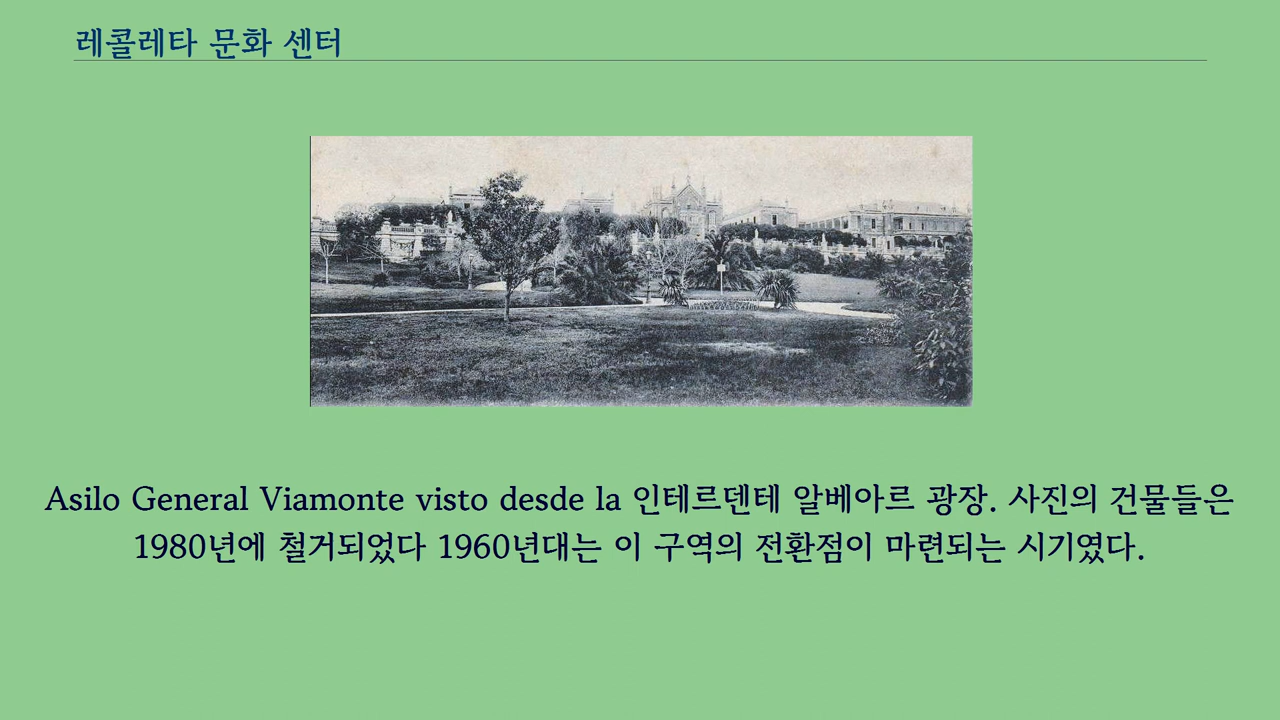 레콜레타 문화 센터
Asilo General Viamonte visto desde la 인테르덴테 알베아르 광장. 사진의 건물들은
1980년에 철거되었다 1960년대는 이 구역의 전환점이 마련되는 시기였다.